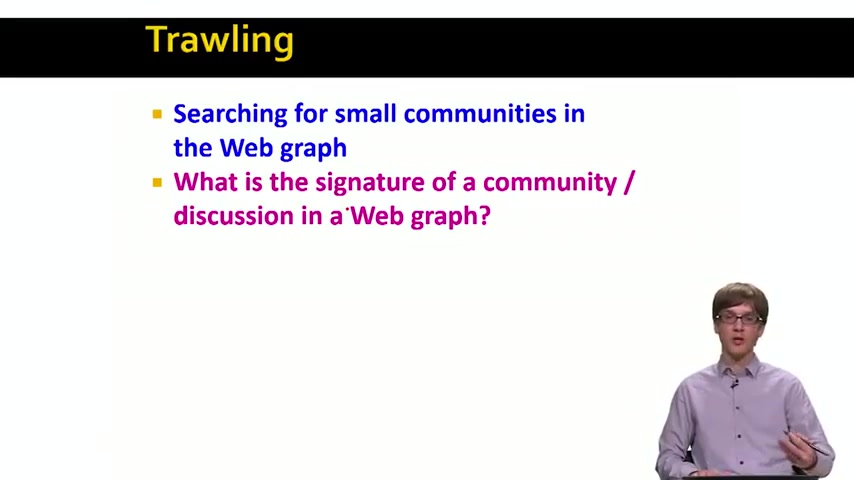 Trawling
Searching for small communities in
the Web graph
What is the signature of a community /
discussion in a Web graph?